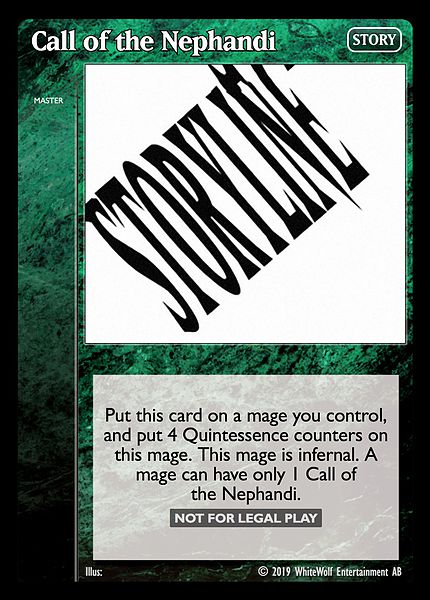 Call of the Nephandi
STORY
MASTER
STORYLINE
Put this card on a mage you control,
and put 4 Quintessence counters on
this mage. This mage is infernal. A
mage can have only 1 Call of
the Nephandi.
NOT FOR LEGAL PLAY
Illus:
© 2019 WhiteWolf Entertainment AB